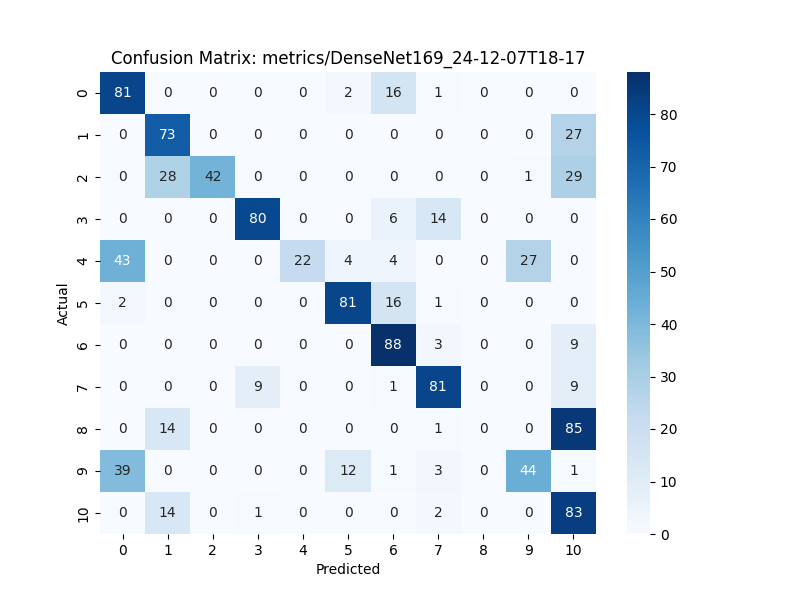 Confusion Matrix: metrics/DenseNet169_24-12-07T18-17
0 81 0 0 0 0 2 16 1 0 0 0
1 0 73 0 0 0 0 0 0 0 0 27
2 0 28 42 0 0 0 0 0 0 1 29
3 0 0 0 80 0 0 6 14 0 0 0
4 43 0 0 0 22 4 4 0 0 27 0
5 2 0 0 0 0 81 16 1 0 0 0
6 0 0 0 0 0 0 88 3 0 0 9
7 0 0 0 9 0 0 1 81 0 0 9
8 0 14 0 0 0 0 0 1 0 0 85
9 39 0 0 0 0 12 1 3 0 44 1
10 0 14 0 1 0 0 0 2 0 0 83
0 1 2 3 4 5 6 7 8 9 10
Predicted
Actual
80
70
60
50
40
30
20
10
0